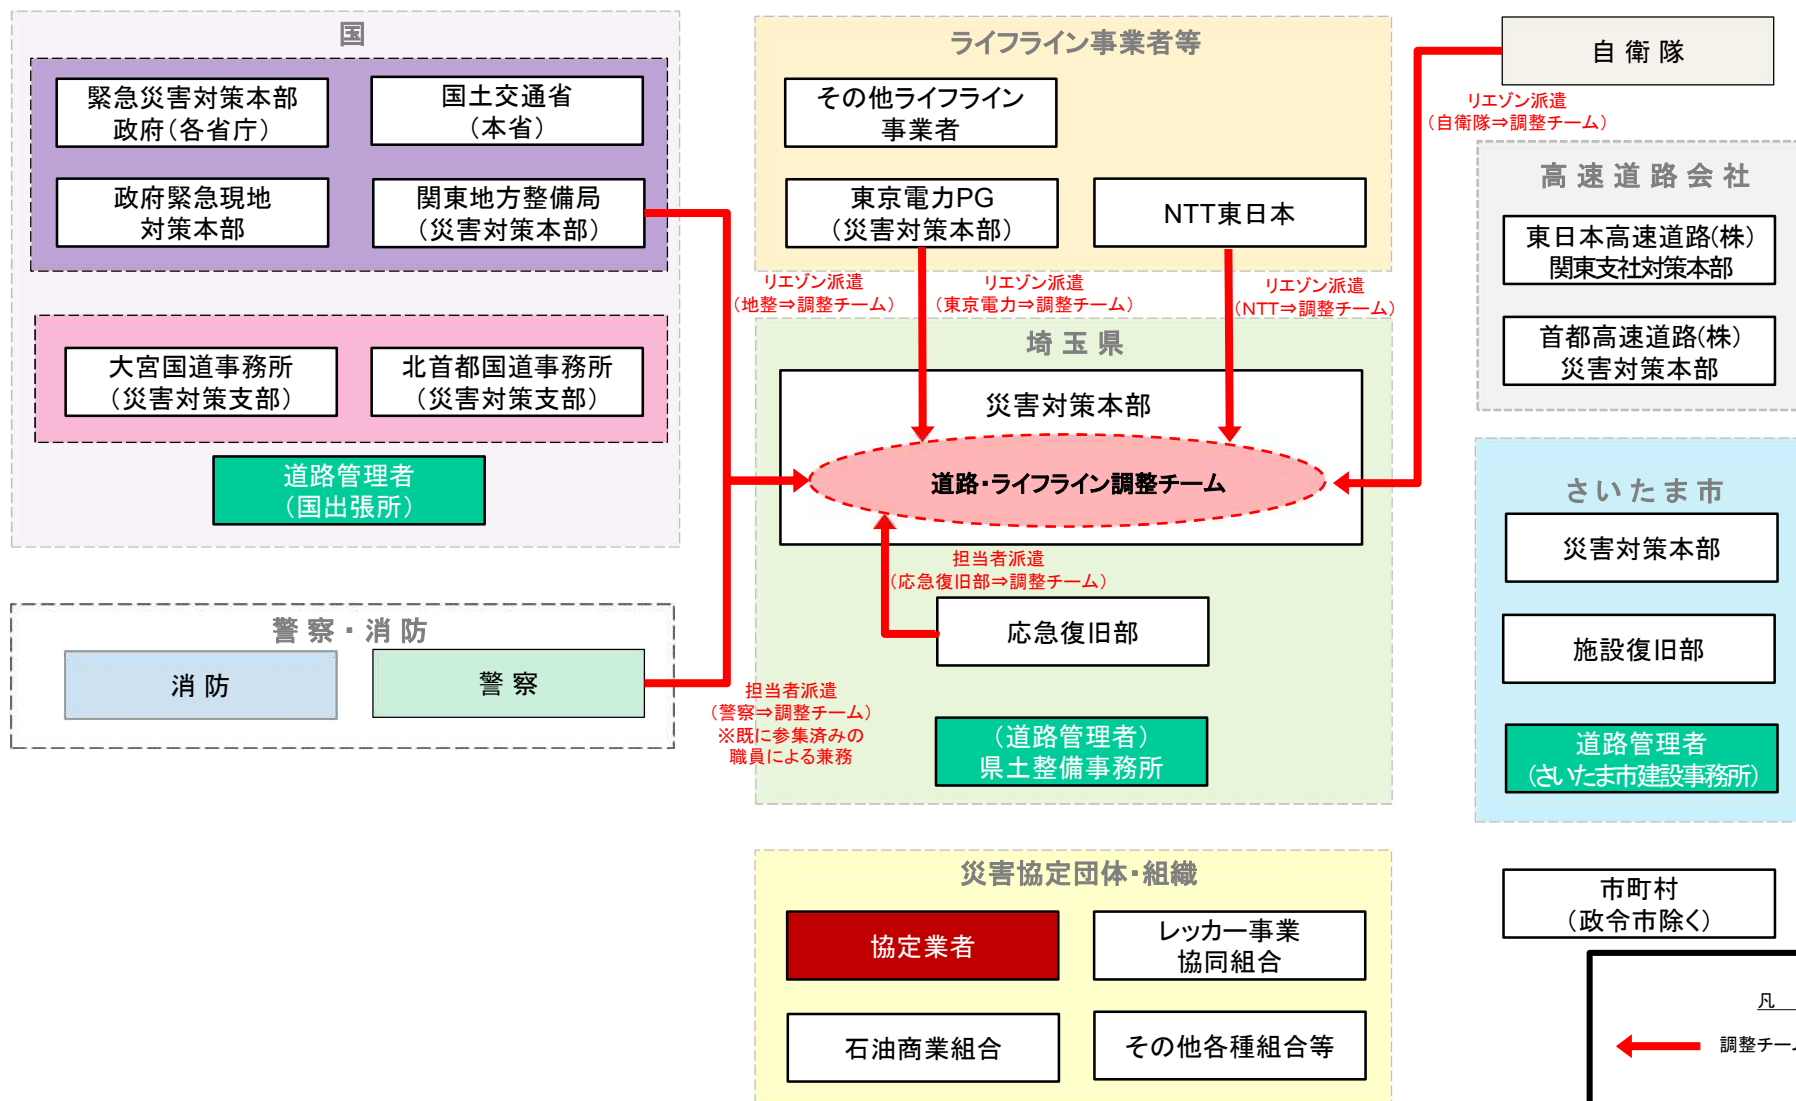 国
緊急災害対策本部
政府（各省庁）
国土交通省
（本省）
政府緊急現地
対策本部
関東地方整備局
（災害対策本部）
大宮国道事務所
（災害対策支部）
北首都国道事務所
（災害対策支部）
道路管理者
（国出張所）
警察・消防
消防
警察
ライフライン事業者等
その他ライフライン
事業者
東京電力PG
（災害対策本部）
NTT東日本
リエゾン派遣
（地整⇒調整チーム）
リエゾン派遣
（東京電力⇒調整チーム）
リエゾン派遣
（NTT⇒調整チーム）
埼玉県
災害対策本部
道路・ライフライン調整チーム
担当者派遣
（応急復旧部⇒調整チーム）
応急復旧部
担当者派遣
（警察⇒調整チーム）
※既に参集済みの
職員による兼務
（道路管理者）
県土整備事務所
災害協定団体・組織
協定業者
レッカー事業
協同組合
石油商業組合
その他各種組合等
自衛隊
リエゾン派遣
（自衛隊⇒調整チーム）
高速道路会社
東日本高速道路(株)
関東支社対策本部
首都高速道路(株)
災害対策本部
さいたま市
災害対策本部
施設復旧部
道路管理者
（さいたま市建設事務所）
市町村
（政令市除く）
凡
調整チー